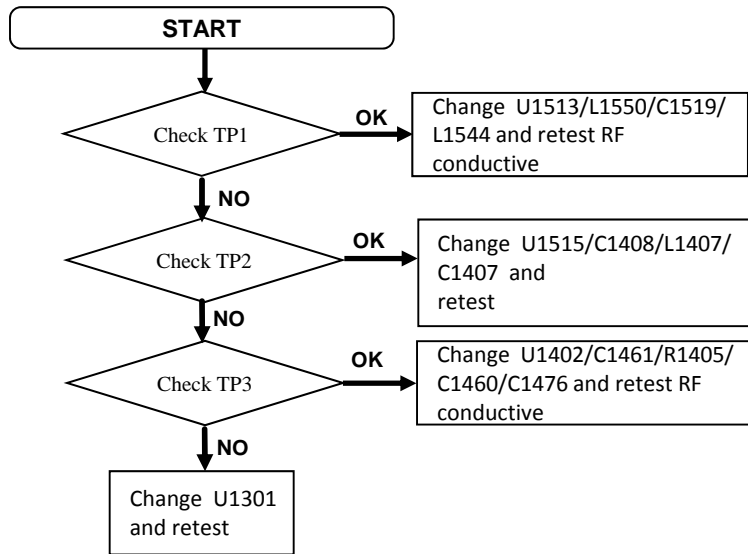 START
Check TP1
OK
Change U1513/L1550/C1519/
L1544 and retest RF
conductive
NO
Check TP2
OK
Change U1515/C1408/L1407/
C1407 and
retest
NO
Check TP3
OK
Change U1402/C1461/R1405/
C1460/C1476 and retest RF
conductive
NO
Change U1301
and retest